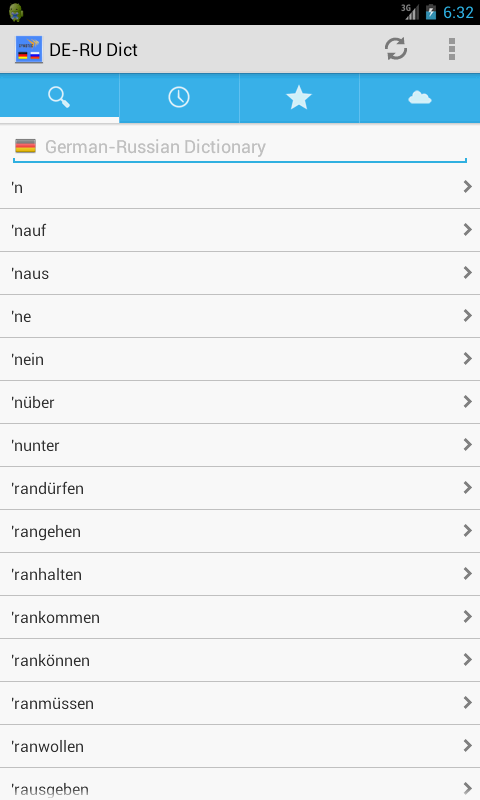 3G
6:32
DE-RU Dict
German-Russian Dictionary
'n
'nauf
'naus
'ne
'nein
'nüber
'nunter
'randürfen
'rangehen
'ranhalten
'rankommen
'rankönnen
'ranmüssen
'ranwollen
'rausgeben